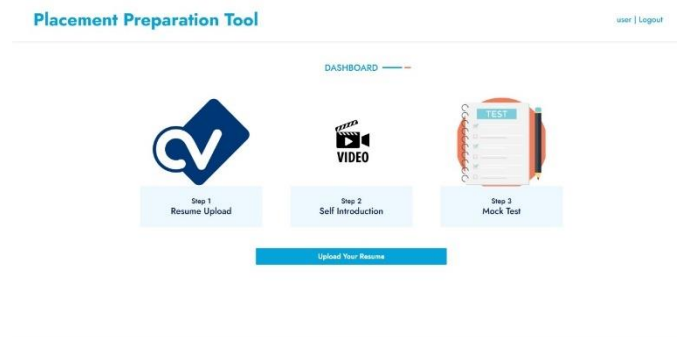 Placement Preparation Tool
user | Logout
DASHBOARD
CV
VIDEO
TEST
Step 1
Resume Upload
Step 2
Self Introduction
Step 3
Mock Test
Upload Your Resume